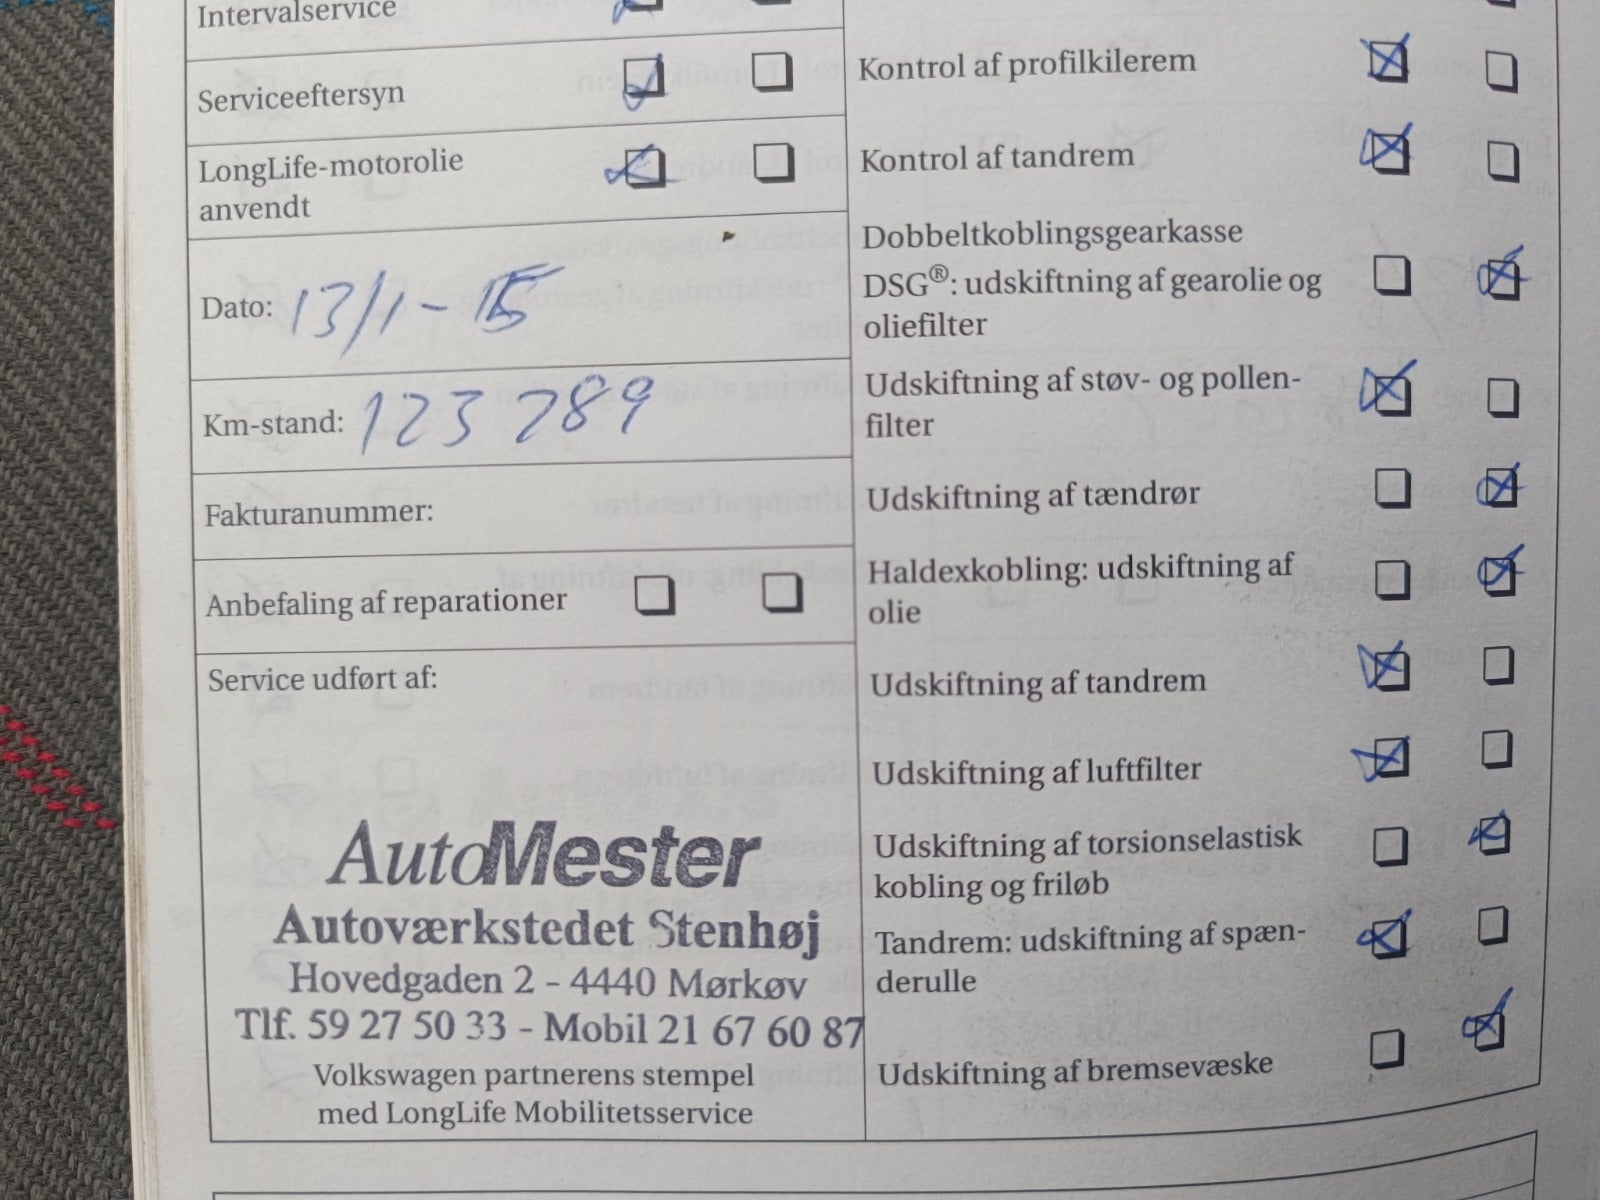 Intervalservice
Serviceeftersyn
LongLife-motorolie
anvendt
Dato: 13/1-15
Km-stand: 123 289
Fakturanummer:
Anbefaling af reparationer
Service udført af:
AutoMester
Autoværkstedet Stenhøj
Hovedgaden 2 - 4440 Mørkøv
Tlf. 59 27 50 33 - Mobil 21 67 60 87
Volkswagen partnerens stempel
med LongLife Mobilitetsservice
Kontrol af profilkilerem
Kontrol af tandrem
Dobbeltkoblingsgearkasse
DSG®: udskiftning af gearolie og
oliefilter
Udskiftning af støv- og pollen-
filter
Udskiftning af tændrør
Haldexkobling: udskiftning af
olie
Udskiftning af tandrem
Udskiftning af luftfilter
Udskiftning af torsionselastisk
kobling og friløb
Tandrem: udskiftning af spæn-
derulle
Udskiftning af bremsevæske